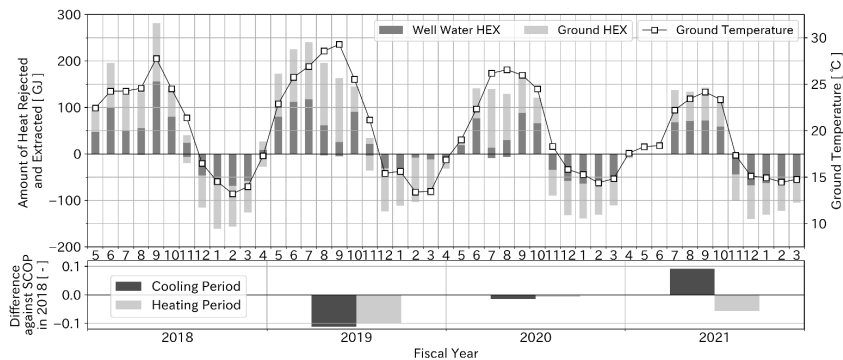 Well Water HEX
Ground HEX
Ground Temperature
Amount of Heat Rejected
and Extracted [ GJ ]
300
200
100
0
−100
−200
Ground Temperature [ ℃ ]
30
25
20
15
10
5 6 7 8 9 10 11 12 1 2 3 4 5 6 7 8 9 10 11 12 1 2 3 4 5 6 7 8 9 10 11 12 1 2 3 4 5 6 7 8 9 10 11 12 1 2 3
Difference
against SCOP
in 2018 [ - ]
0.1
0.0
−0.1
Cooling Period
Heating Period
2018 2019 2020 2021
Fiscal Year